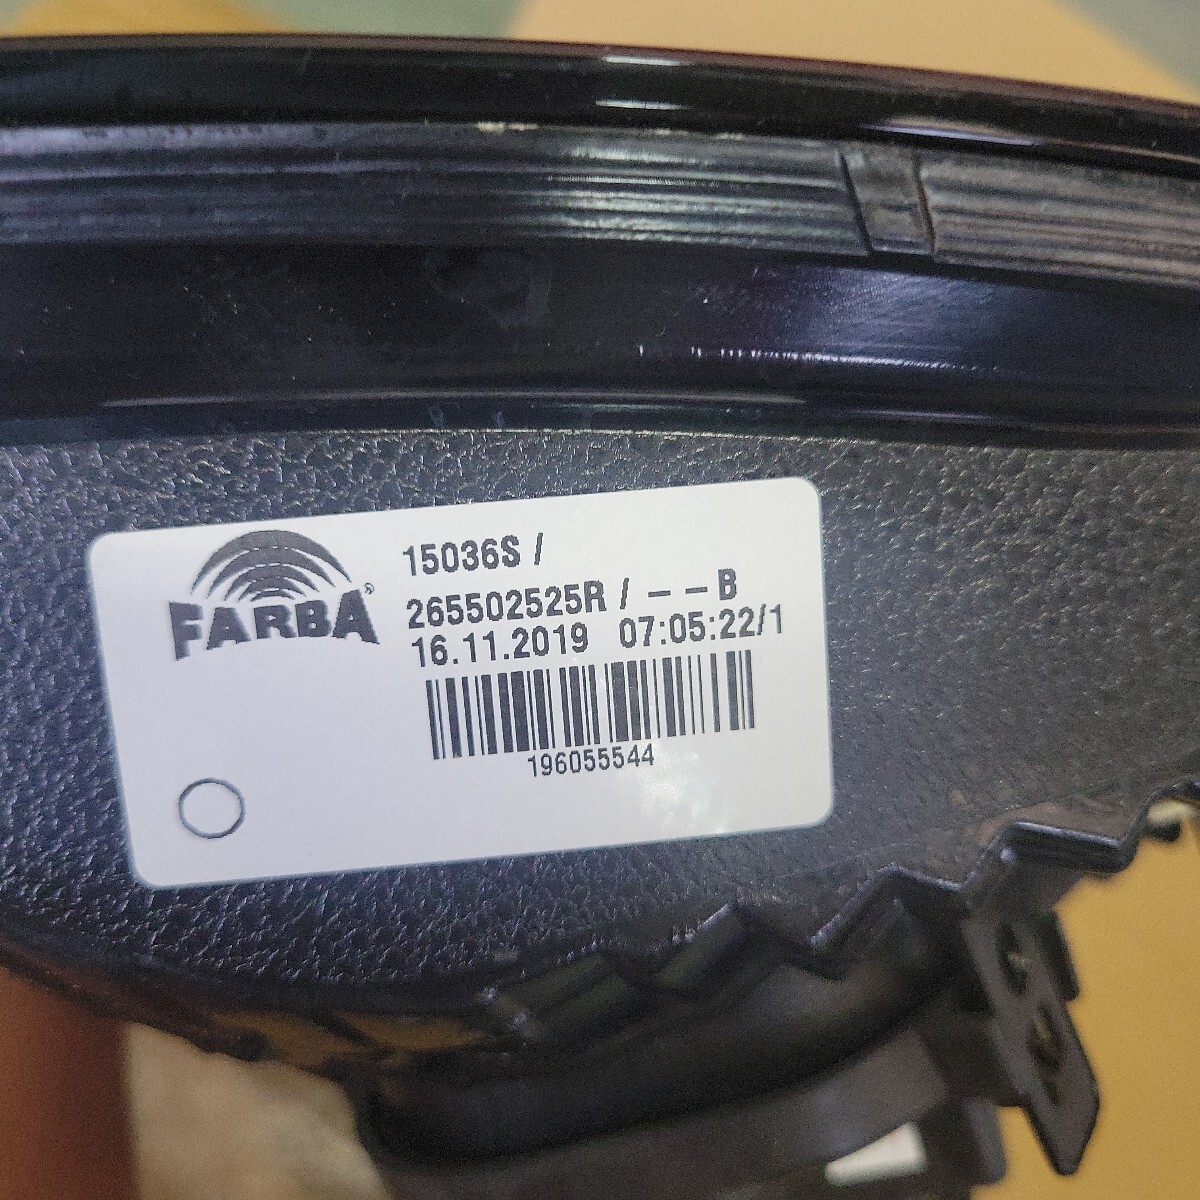 FARBA®
15036S /
265502525R / – – B
16.11.2019 07:05:22/1
196055544